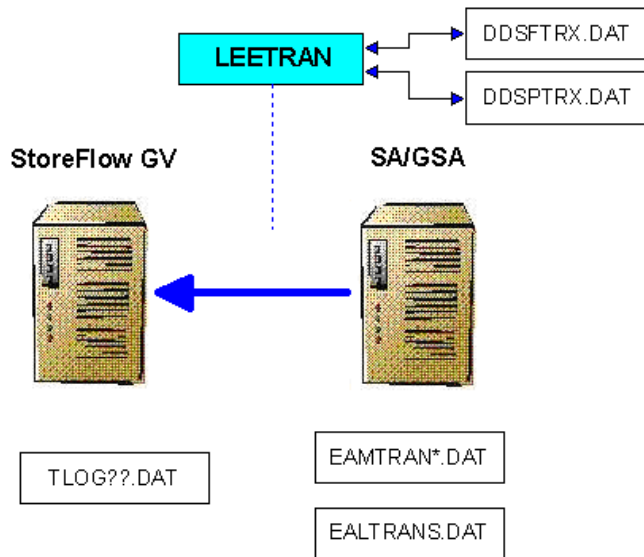 LEETRAN
DDSFTRX.DAT
DDSPTRX.DAT
StoreFlow GV
SA/GSA
TLOG??.DAT
EAMTRAN*.DAT
EALTRANS.DAT